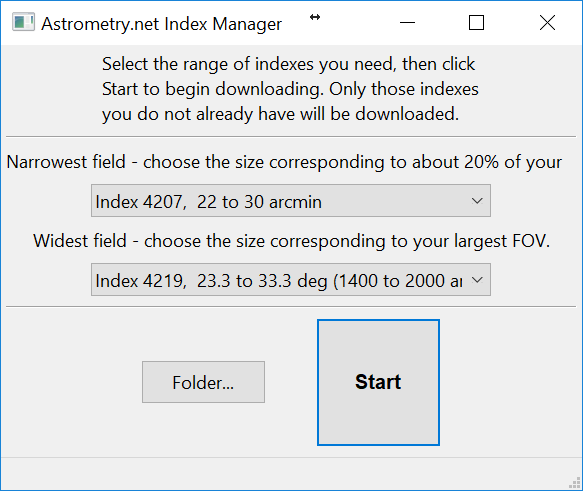 Astrometry.net Index Manager
Select the range of indexes you need, then click
Start to begin downloading. Only those indexes
you do not already have will be downloaded.
Narrowest field - choose the size corresponding to about 20% of your
Index 4207, 22 to 30 arcmin
Widest field - choose the size corresponding to your largest FOV.
Index 4219, 23.3 to 33.3 deg (1400 to 2000
Folder...
Start